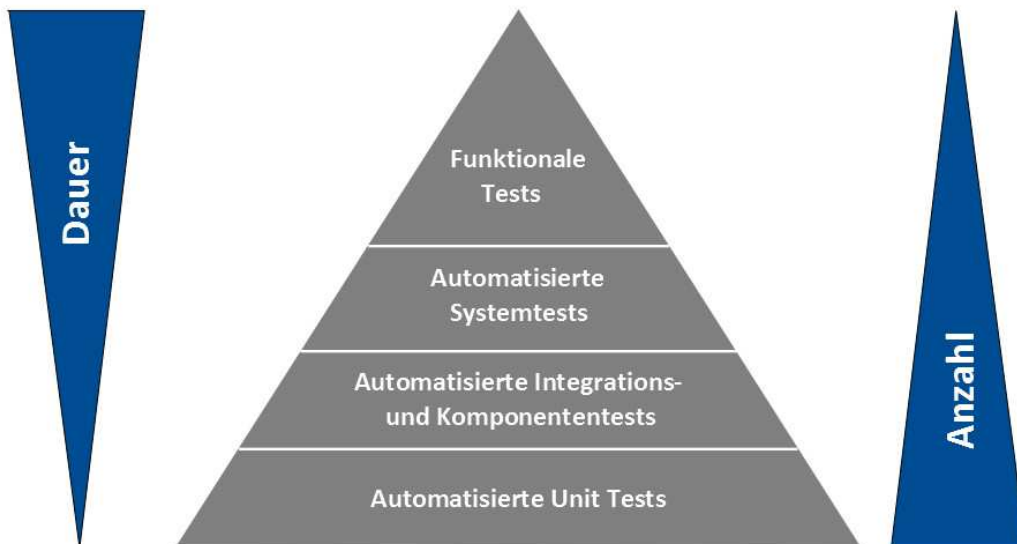 Dauer
Funktionale
Tests
Automatisierte
Systemtests
Automatisierte Integrations-
und Komponententests
Automatisierte Unit Tests
Anzahl